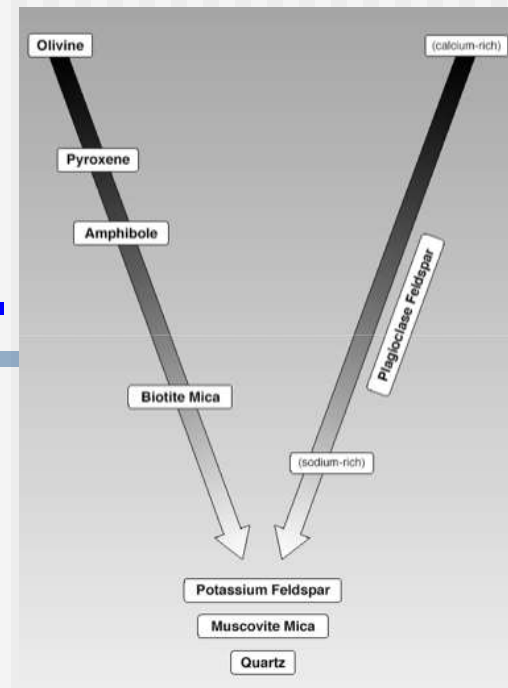 Olivine
(calcium-rich)
Pyroxene
Amphibole
Plagioclase Feldspar
Biotite Mica
(sodium-rich)
Potassium Feldspar
Muscovite Mica
Quartz